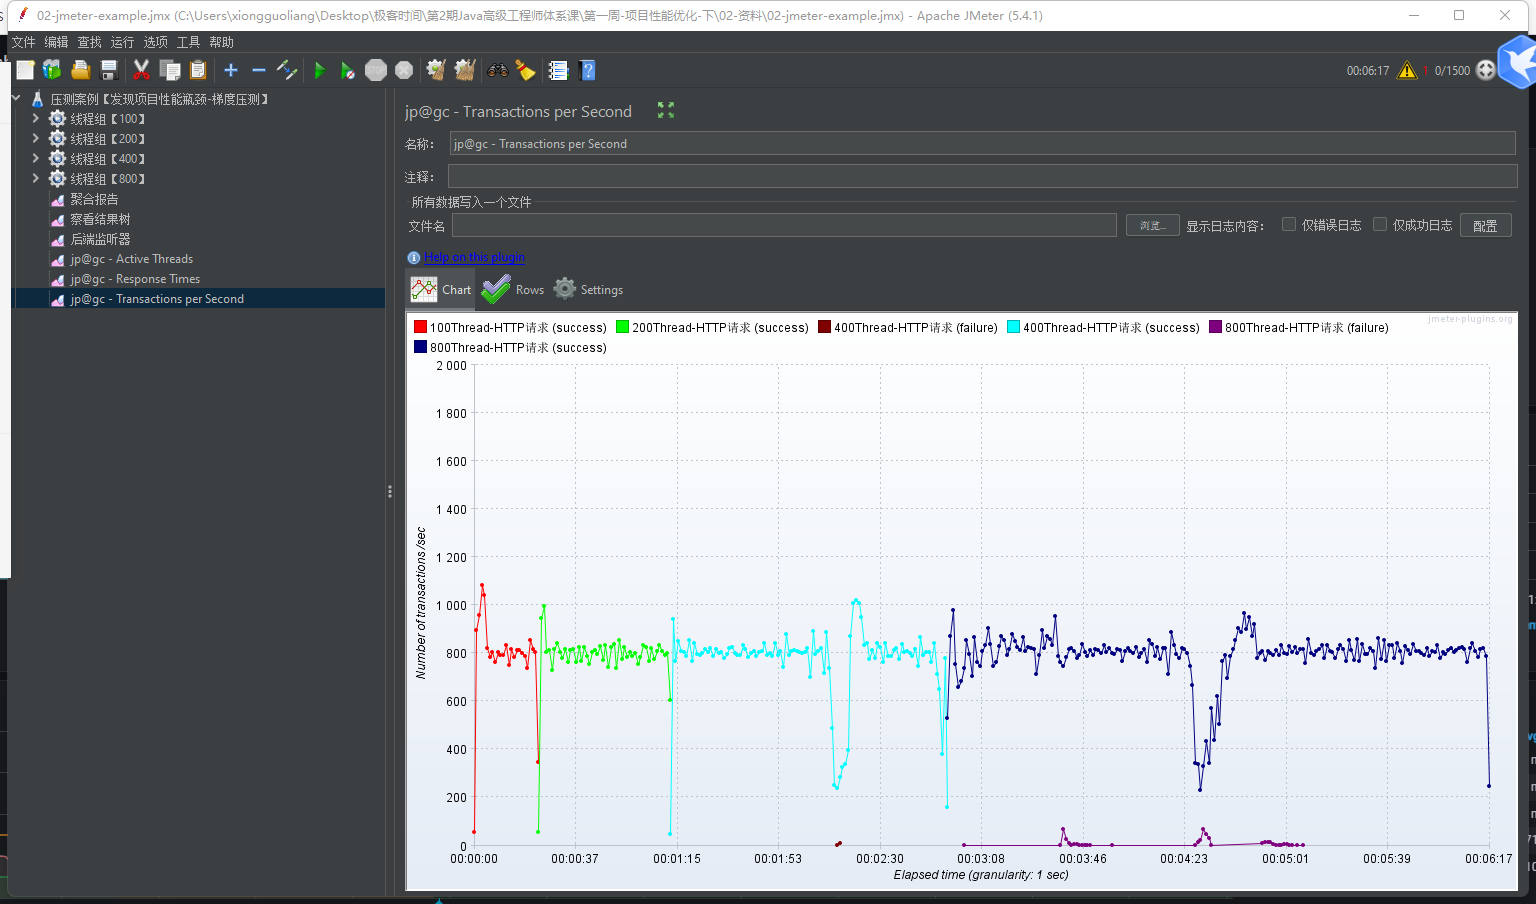 02-jmeter-example.jmx (C:\Users\xiongguoliang\Desktop\极客时间\第2期Java高级工程师体系课\第一周-项目性能优化-下\02-资料\02-jmeter-example.jmx) - Apache JMeter (5.4.1)
文件 编辑 查找 运行 选项 工具 帮助
00:06:17 1 0/1500
压测案例【发现项目性能瓶颈-梯度压测】
线程组【100】
线程组【200】
线程组【400】
线程组【800】
聚合报告
察看结果树
后端监听器
jp@gc - Active Threads
jp@gc - Response Times
jp@gc - Transactions per Second
jp@gc - Transactions per Second
名称： jp@gc - Transactions per Second
注释：
所有数据写入一个文件
文件名 浏览... 显示日志内容： 仅错误日志 仅成功日志 配置
Help on this plugin
Chart Rows Settings
100Thread-HTTP请求 (success) 200Thread-HTTP请求 (success) 400Thread-HTTP请求 (failure) 400Thread-HTTP请求 (success) 800Thread-HTTP请求 (failure)
800Thread-HTTP请求 (success)
jmeter-plugins.org
2 000
1 800
1 600
1 400
1 200
1 000
800
600
400
200
0
Number of transactions /sec
00:00:00 00:00:37 00:01:15 00:01:53 00:02:30 00:03:08 00:03:46 00:04:23 00:05:01 00:05:39 00:06:17
Elapsed time (granularity: 1 sec)